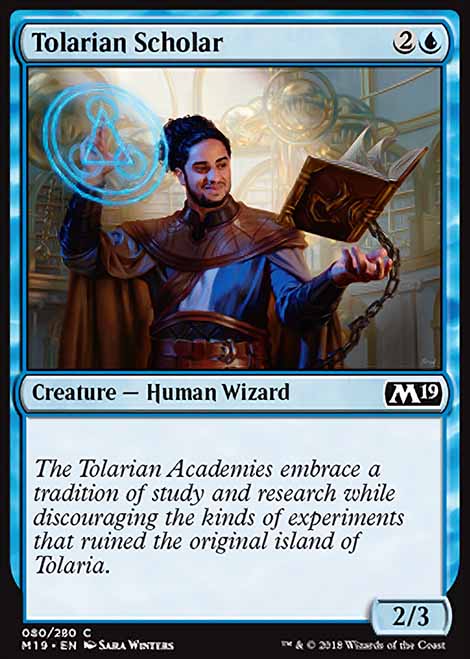 Tolarian Scholar 2
Creature — Human Wizard M19
The Tolarian Academies embrace a
tradition of study and research while
discouraging the kinds of experiments
that ruined the original island of
Tolaria.
2/3
080/280 C
M19 • EN Sara Winters ™ & © 2018 Wizards of the Coast